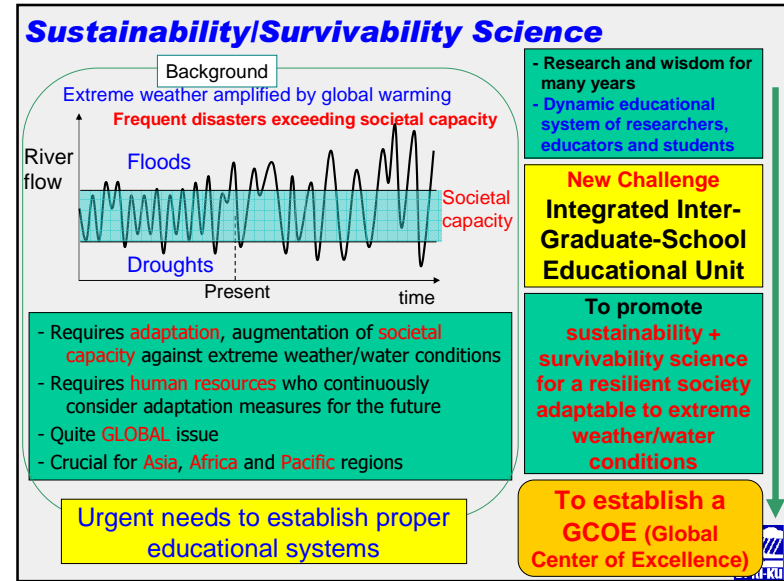 Sustainability/Survivability Science
Background
Extreme weather amplified by global warming
Frequent disasters exceeding societal capacity
River
flow
Floods
Societal
capacity
Droughts
Present
time
- Requires adaptation, augmentation of societal
capacity against extreme weather/water conditions
- Requires human resources who continuously
consider adaptation measures for the future
- Quite GLOBAL issue
- Crucial for Asia, Africa and Pacific regions
Urgent needs to establish proper
educational systems
- Research and wisdom for
many years
- Dynamic educational
system of researchers,
educators and students
New Challenge
Integrated Inter-
Graduate-School
Educational Unit
To promote
sustainability +
survivability science
for a resilient society
adaptable to extreme
weather/water
conditions
To establish a
GCOE (Global
Center of Excellence)